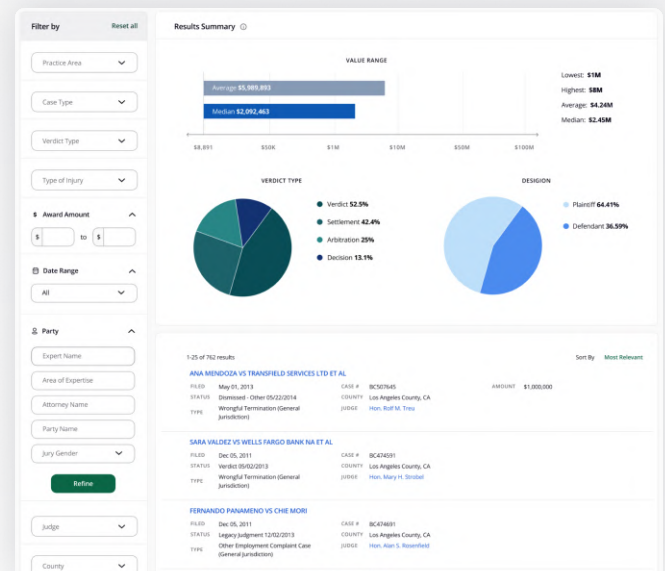 Filter by
Reset all
Practice Area
Case Type
Verdict Type
Type of Injury
$ Award Amount
$ to $
Date Range
All
Party
Expert Name
Area of Expertise
Attorney Name
Party Name
Jury Gender
Refine
Judge
County
Results Summary
VALUE RANGE
Average $5,989,893
Median $2,092,463
$8,891 $50K $1M $10M $50M $100M
Lowest: $1M
Highest: $8M
Average: $4.24M
Median: $2.45M
VERDICT TYPE
Verdict 52.5%
Settlement 42.4%
Arbitration 25%
Decision 13.1%
DESIGION
Plaintiff 64.41%
Defendant 36.59%
1-25 of 762 results
Sort By Most Relevant
ANA MENDOZA VS TRANSFIELD SERVICES LTD ET AL
FILED May 01, 2013 CASE # BC507645 AMOUNT $1,000,000
STATUS Dismissed - Other 05/22/2014 COUNTY Los Angeles County, CA
TYPE Wrongful Termination (General JUDGE Hon. Rolf M. Treu
Jurisdiction)
SARA VALDEZ VS WELLS FARGO BANK NA ET AL
FILED Dec 05, 2011 CASE # BC474591
STATUS Verdict 05/02/2013 COUNTY Los Angeles County, CA
TYPE Wrongful Termination (General JUDGE Hon. Mary H. Strobel
Jurisdiction)
FERNANDO PANAMENO VS CHIE MORI
FILED Dec 05, 2011 CASE # BC474691
STATUS Legacy Judgment 12/02/2013 COUNTY Los Angeles County, CA
TYPE Other Employment Complaint Case JUDGE Hon. Alan S. Rosenfield
(General Jurisdiction)